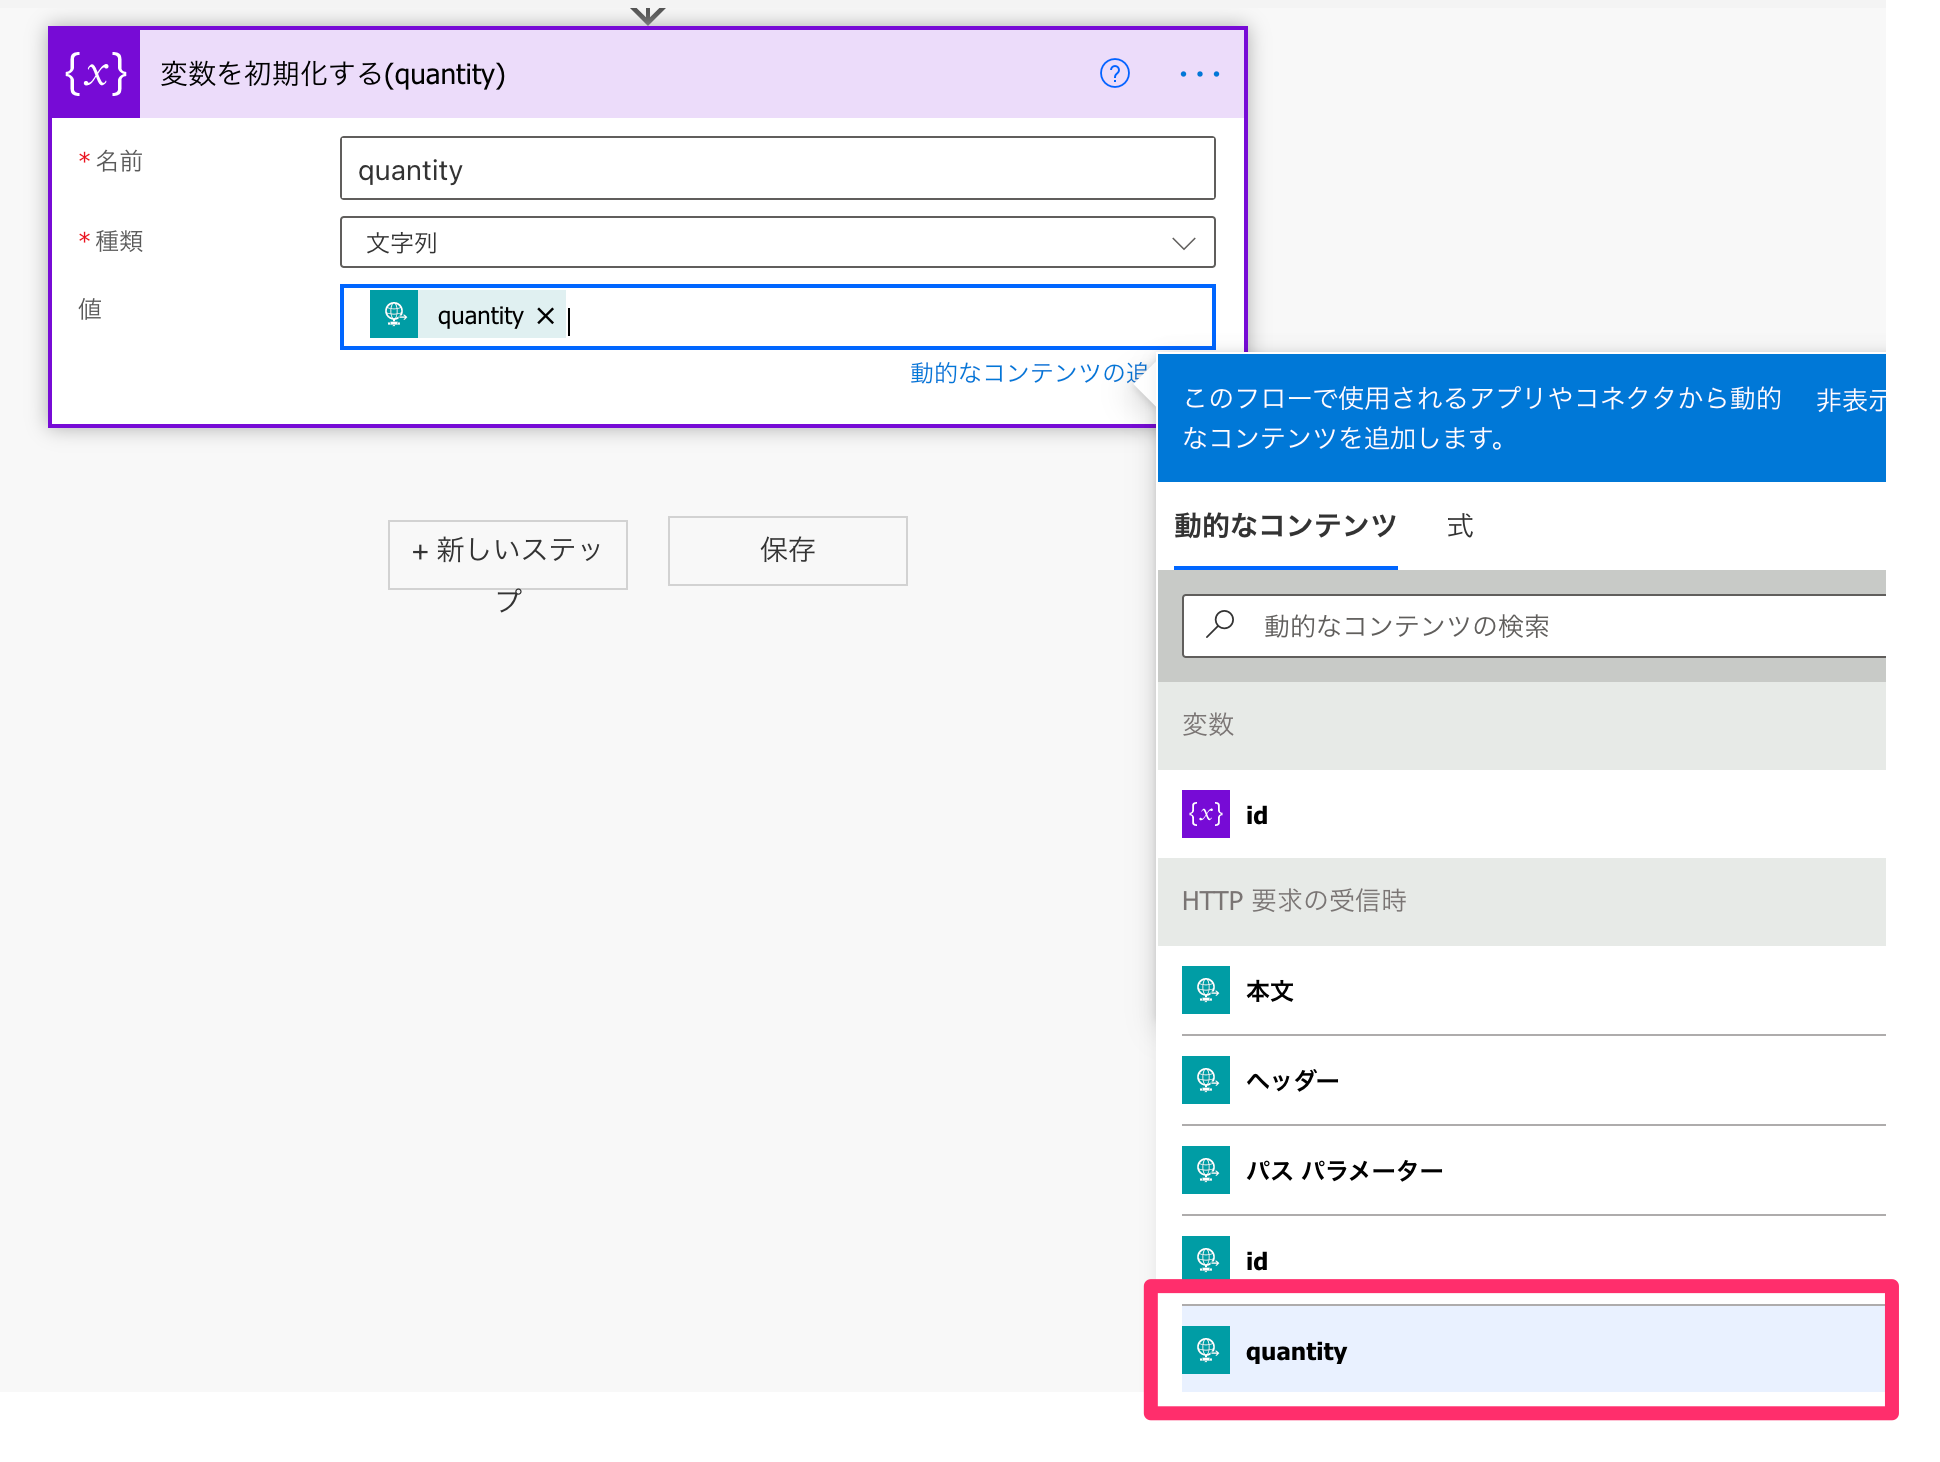 {x} 変数を初期化する(quantity)
* 名前
quantity
* 種類
文字列
値
quantity
動的なコンテンツの追
このフローで使用されるアプリやコネクタから動的
なコンテンツを追加します。
非表示
動的なコンテンツ
式
動的なコンテンツの検索
+ 新しいステッ
プ
保存
変数
{x} id
HTTP 要求の受信時
本文
ヘッダー
パス パラメーター
id
quantity